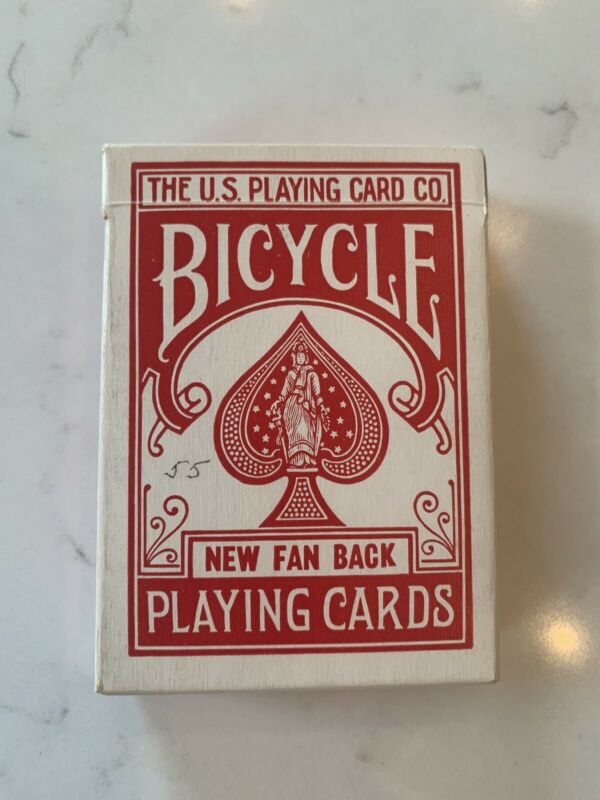 THE U.S. PLAYING CARD CO.
BICYCLE
55
NEW FAN BACK
PLAYING CARDS